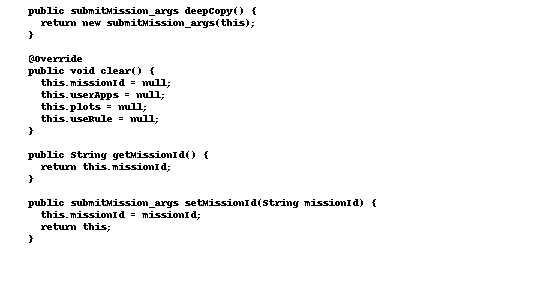 public submitMission_args deepCopy() {
  return new submitMission_args(this);
}

@Override
public void clear() {
  this.missionId = null;
  this.userApps = null;
  this.plots = null;
  this.useRule = null;
}

public String getMissionId() {
  return this.missionId;
}

public submitMission_args setMissionId(String missionId) {
  this.missionId = missionId;
  return this;
}